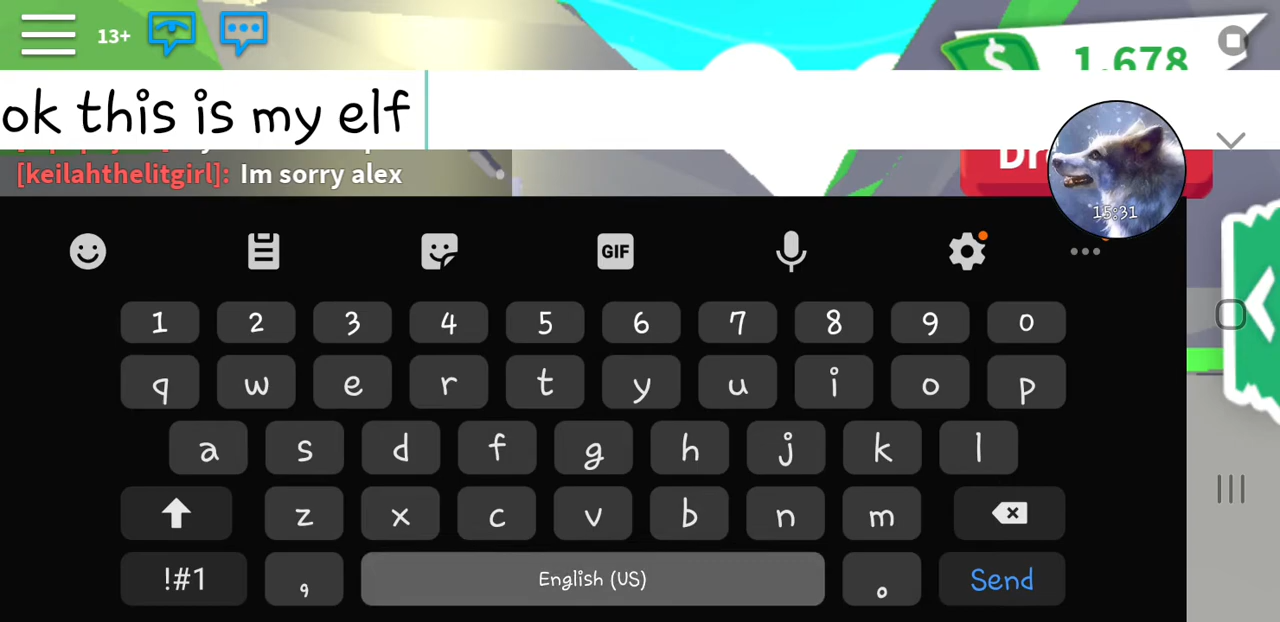 13+
1,678
ok this is my elf
[keilahthelitgirl]: Im sorry alex
15:31
GIF
1 2 3 4 5 6 7 8 9 0
q w e r t y u i o p
a s d f g h j k l
z x c v b n m
!#1 , English (US) . Send